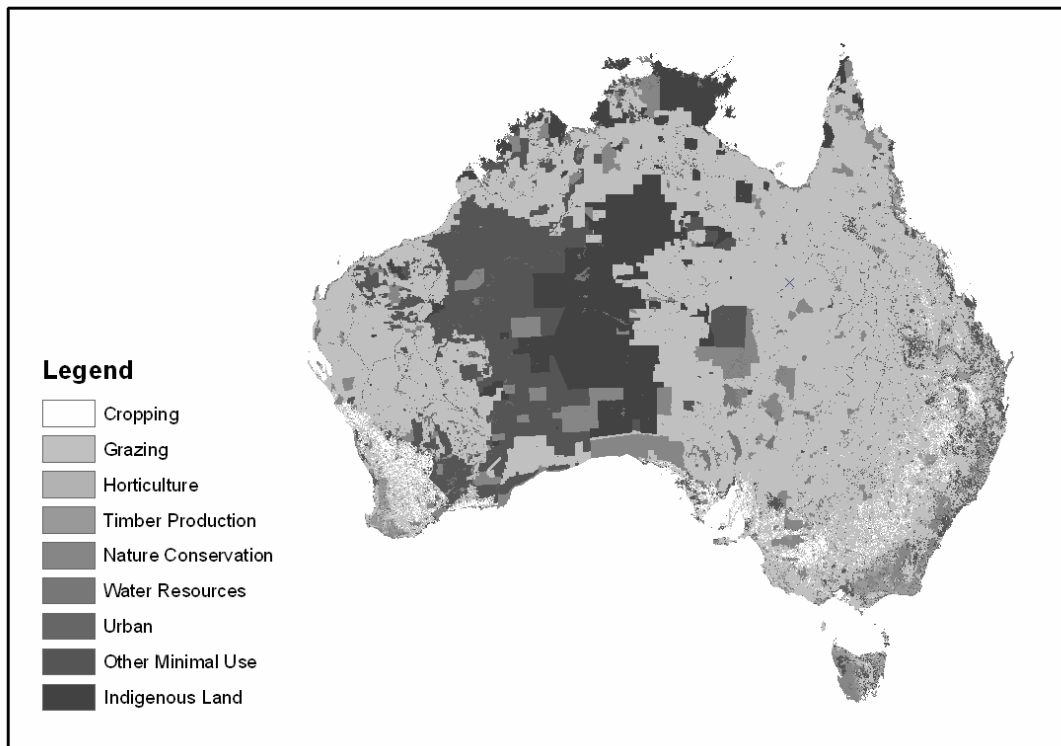 Legend
Cropping
Grazing
Horticulture
Timber Production
Nature Conservation
Water Resources
Urban
Other Minimal Use
Indigenous Land